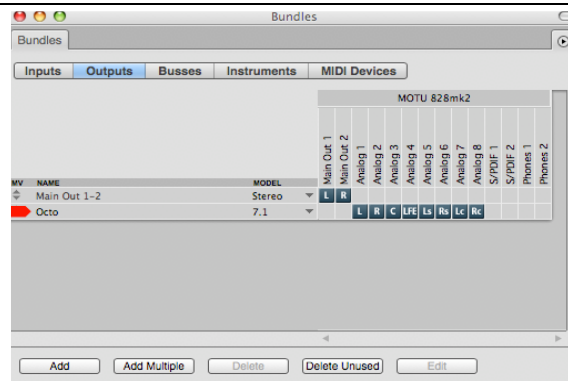 Bundles
Bundles
Inputs Outputs Busses Instruments MIDI Devices
MOTU 828mk2
Main Out 1 Main Out 2 Analog 1 Analog 2 Analog 3 Analog 4 Analog 5 Analog 6 Analog 7 Analog 8 S/PDIF 1 S/PDIF 2 Phones 1 Phones 2
MV NAME MODEL
Main Out 1-2 Stereo L R
Octo 7.1 L R C LFE Ls Rs Lc Rc
Add Add Multiple Delete Delete Unused Edit